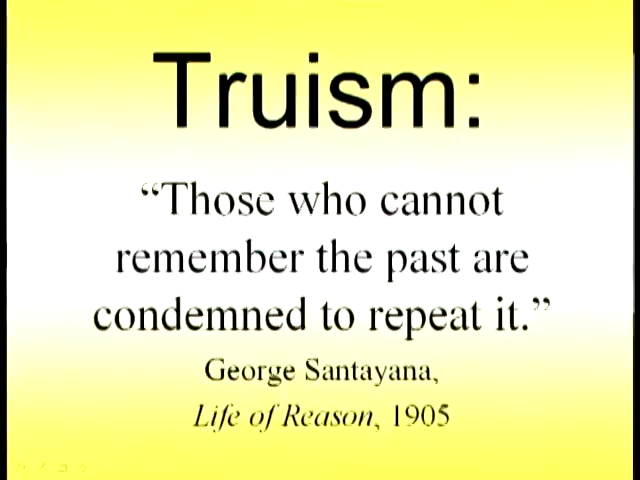 Truism:
“Those who cannot
remember the past are
condemned to repeat it.”
George Santayana,
Life of Reason, 1905